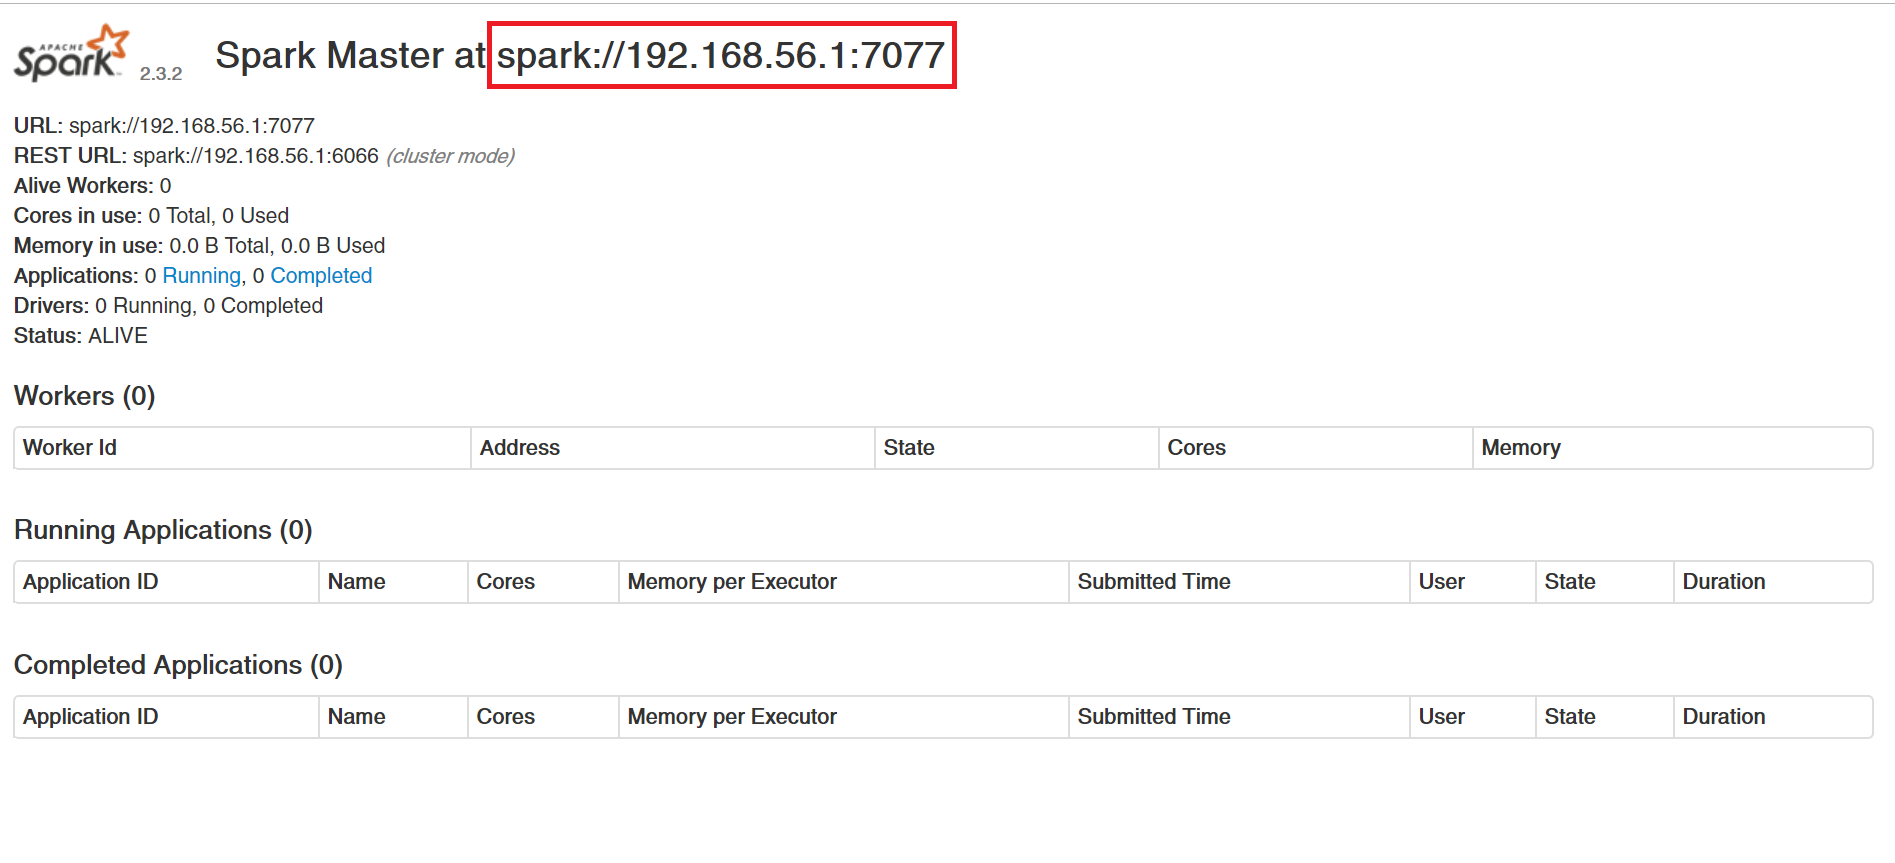 APACHE
Spark 2.3.2 Spark Master at spark://192.168.56.1:7077
URL: spark://192.168.56.1:7077
REST URL: spark://192.168.56.1:6066 (cluster mode)
Alive Workers: 0
Cores in use: 0 Total, 0 Used
Memory in use: 0.0 B Total, 0.0 B Used
Applications: 0 Running, 0 Completed
Drivers: 0 Running, 0 Completed
Status: ALIVE
Workers (0)
Worker Id Address State Cores Memory
Running Applications (0)
Application ID Name Cores Memory per Executor Submitted Time User State Duration
Completed Applications (0)
Application ID Name Cores Memory per Executor Submitted Time User State Duration